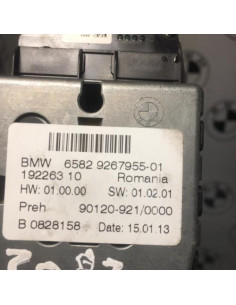 BMW 6582 9267955-01
192263 10 Romania
HW: 01.00.00 SW: 01.02.01
Preh 90120-921/0000
B 0828158 Date: 15.01.13